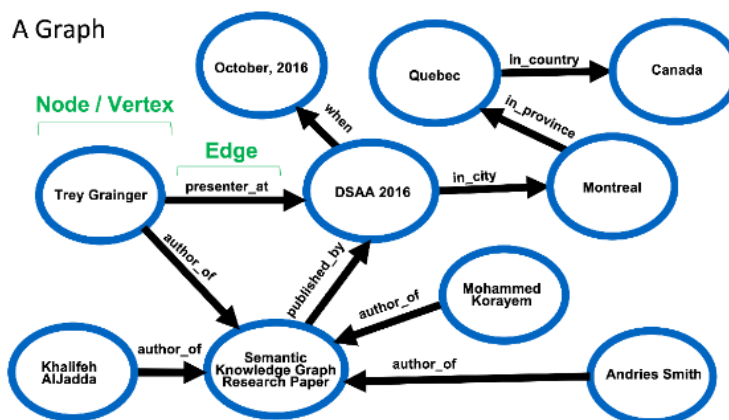 A Graph
October, 2016
Quebec
in_country
Canada
Node / Vertex
when
in_province
Edge
Trey Grainger
presenter_at
DSAA 2016
in_city
Montreal
author_of
published_by
Mohammed
Korayem
author_of
Khalifeh
AlJadda
author_of
Semantic
Knowledge Graph
Research Paper
author_of
Andries Smith